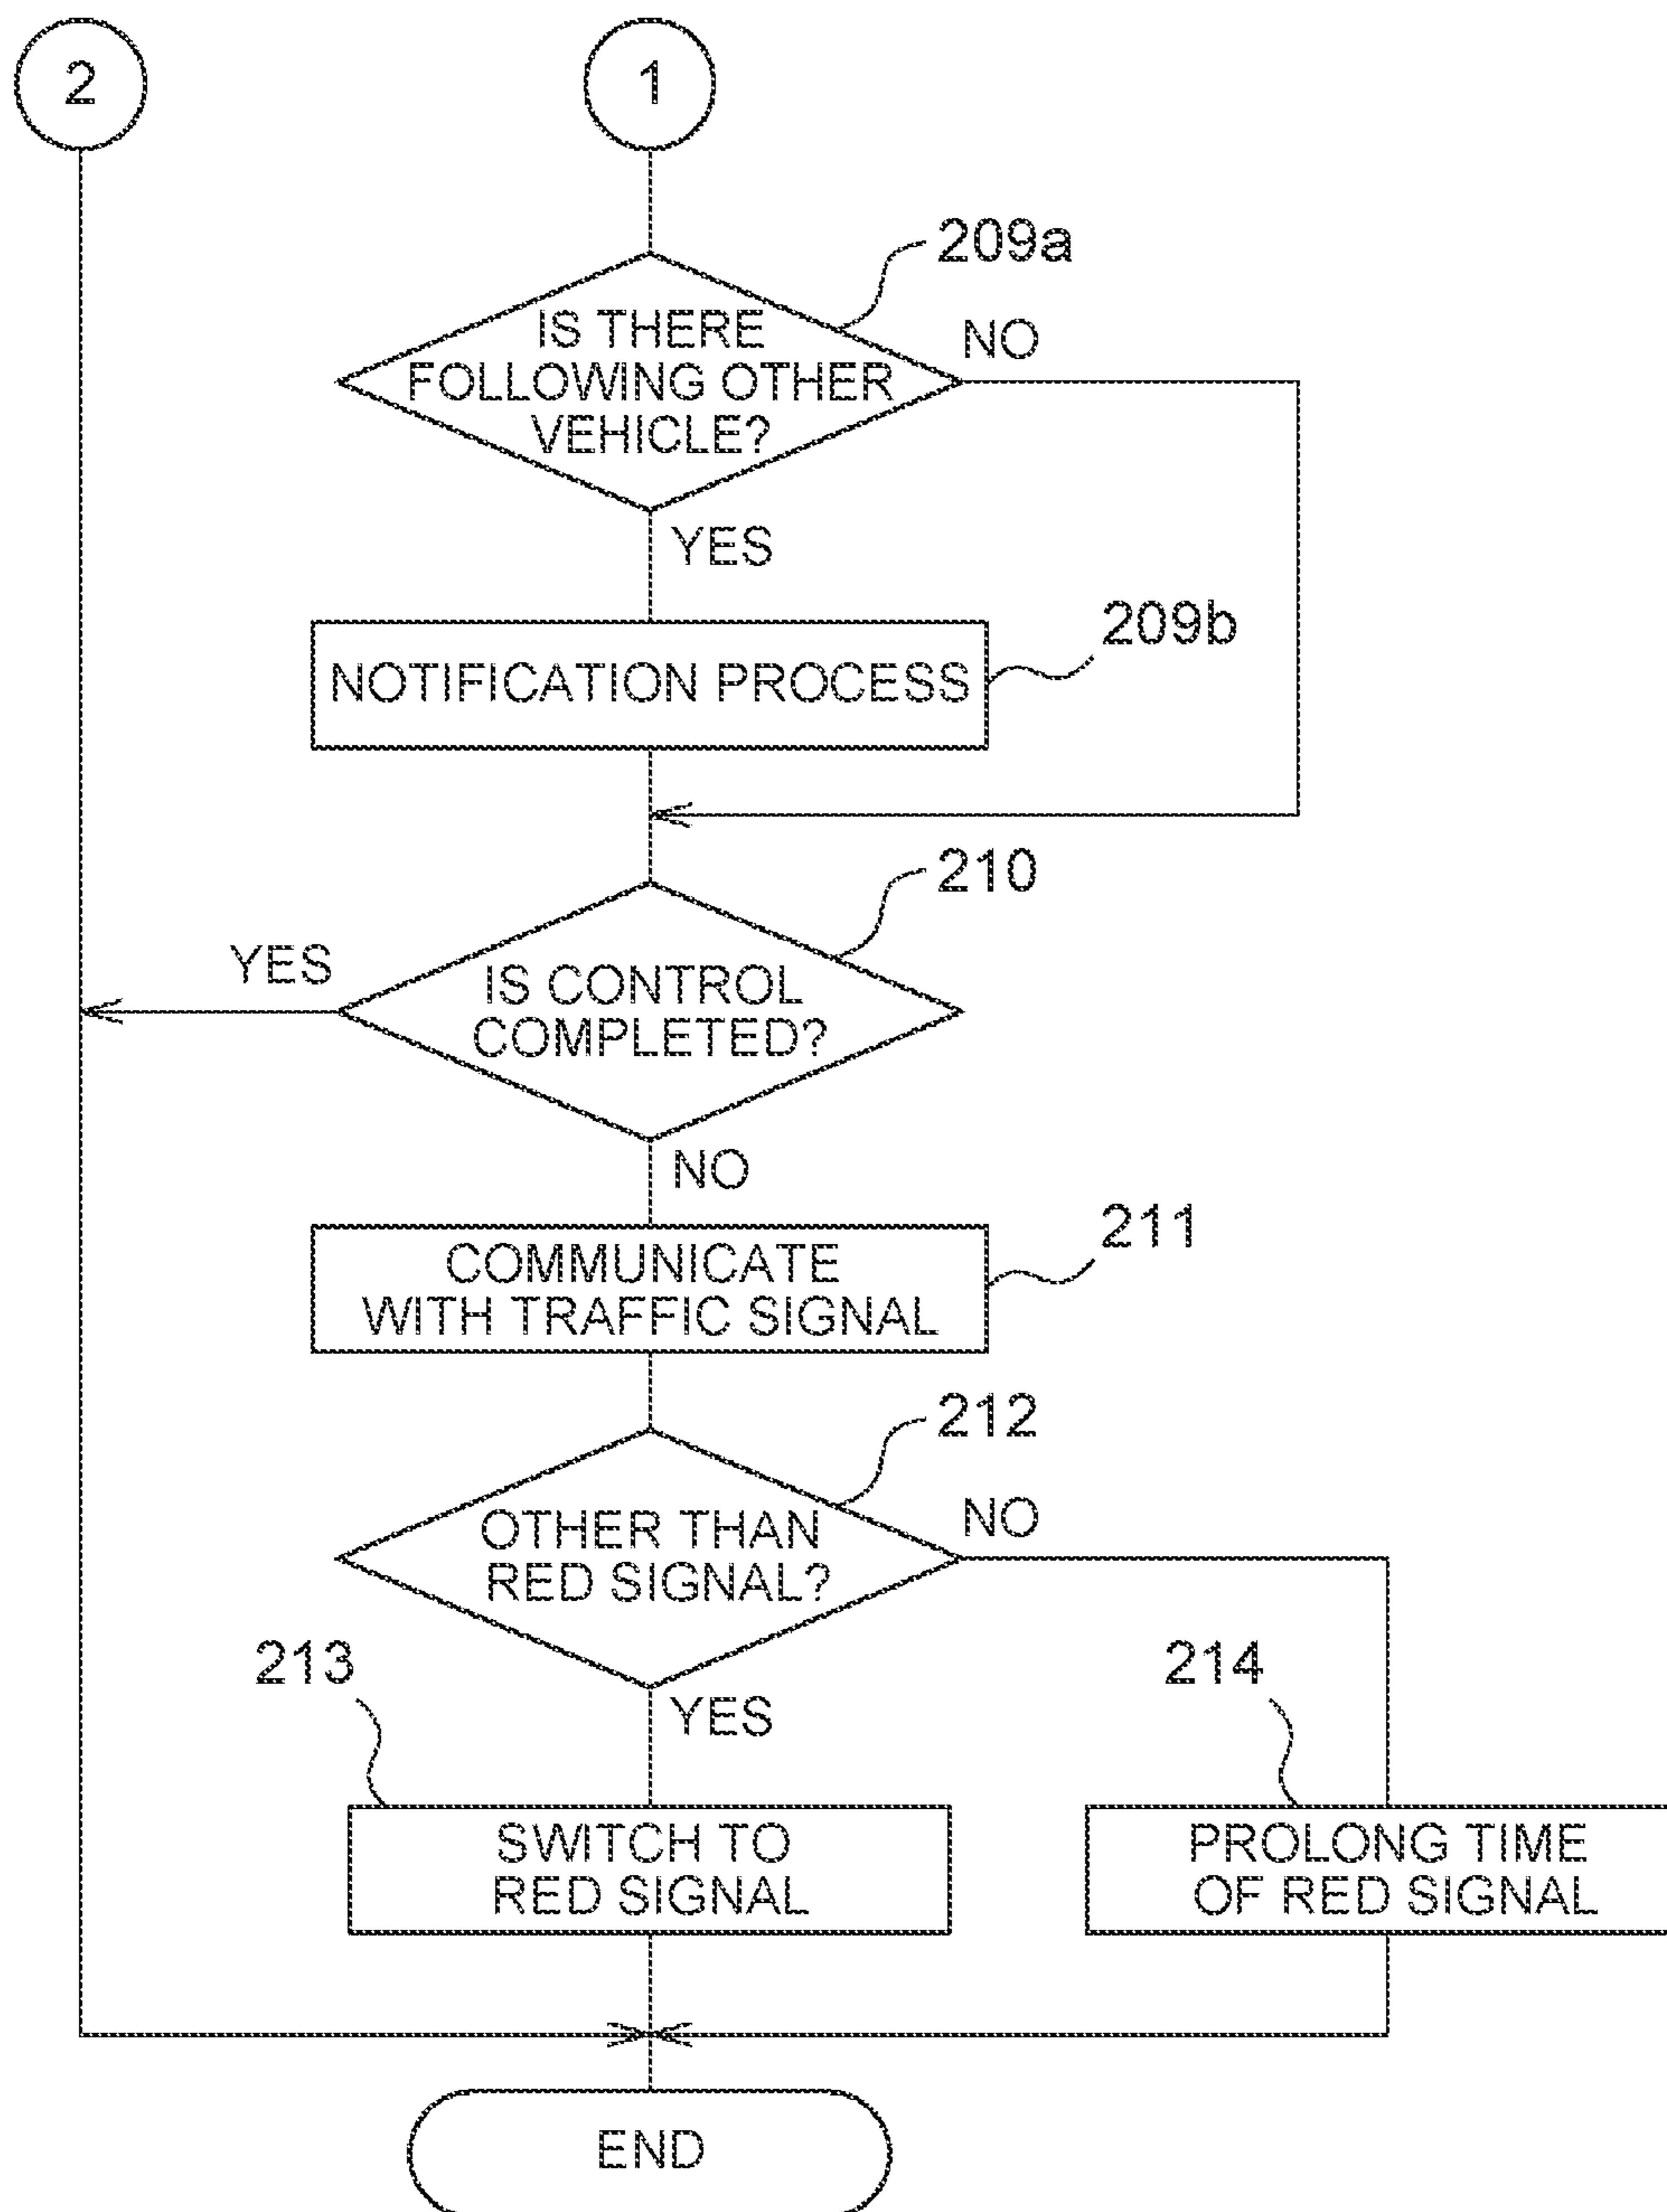 2
1
209a
IS THERE
FOLLOWING OTHER
VEHICLE?
NO
YES
209b
NOTIFICATION PROCESS
210
YES
IS CONTROL
COMPLETED?
NO
211
COMMUNICATE
WITH TRAFFIC SIGNAL
212
OTHER THAN
RED SIGNAL?
NO
213
YES
214
SWITCH TO
RED SIGNAL
PROLONG TIME
OF RED SIGNAL
END